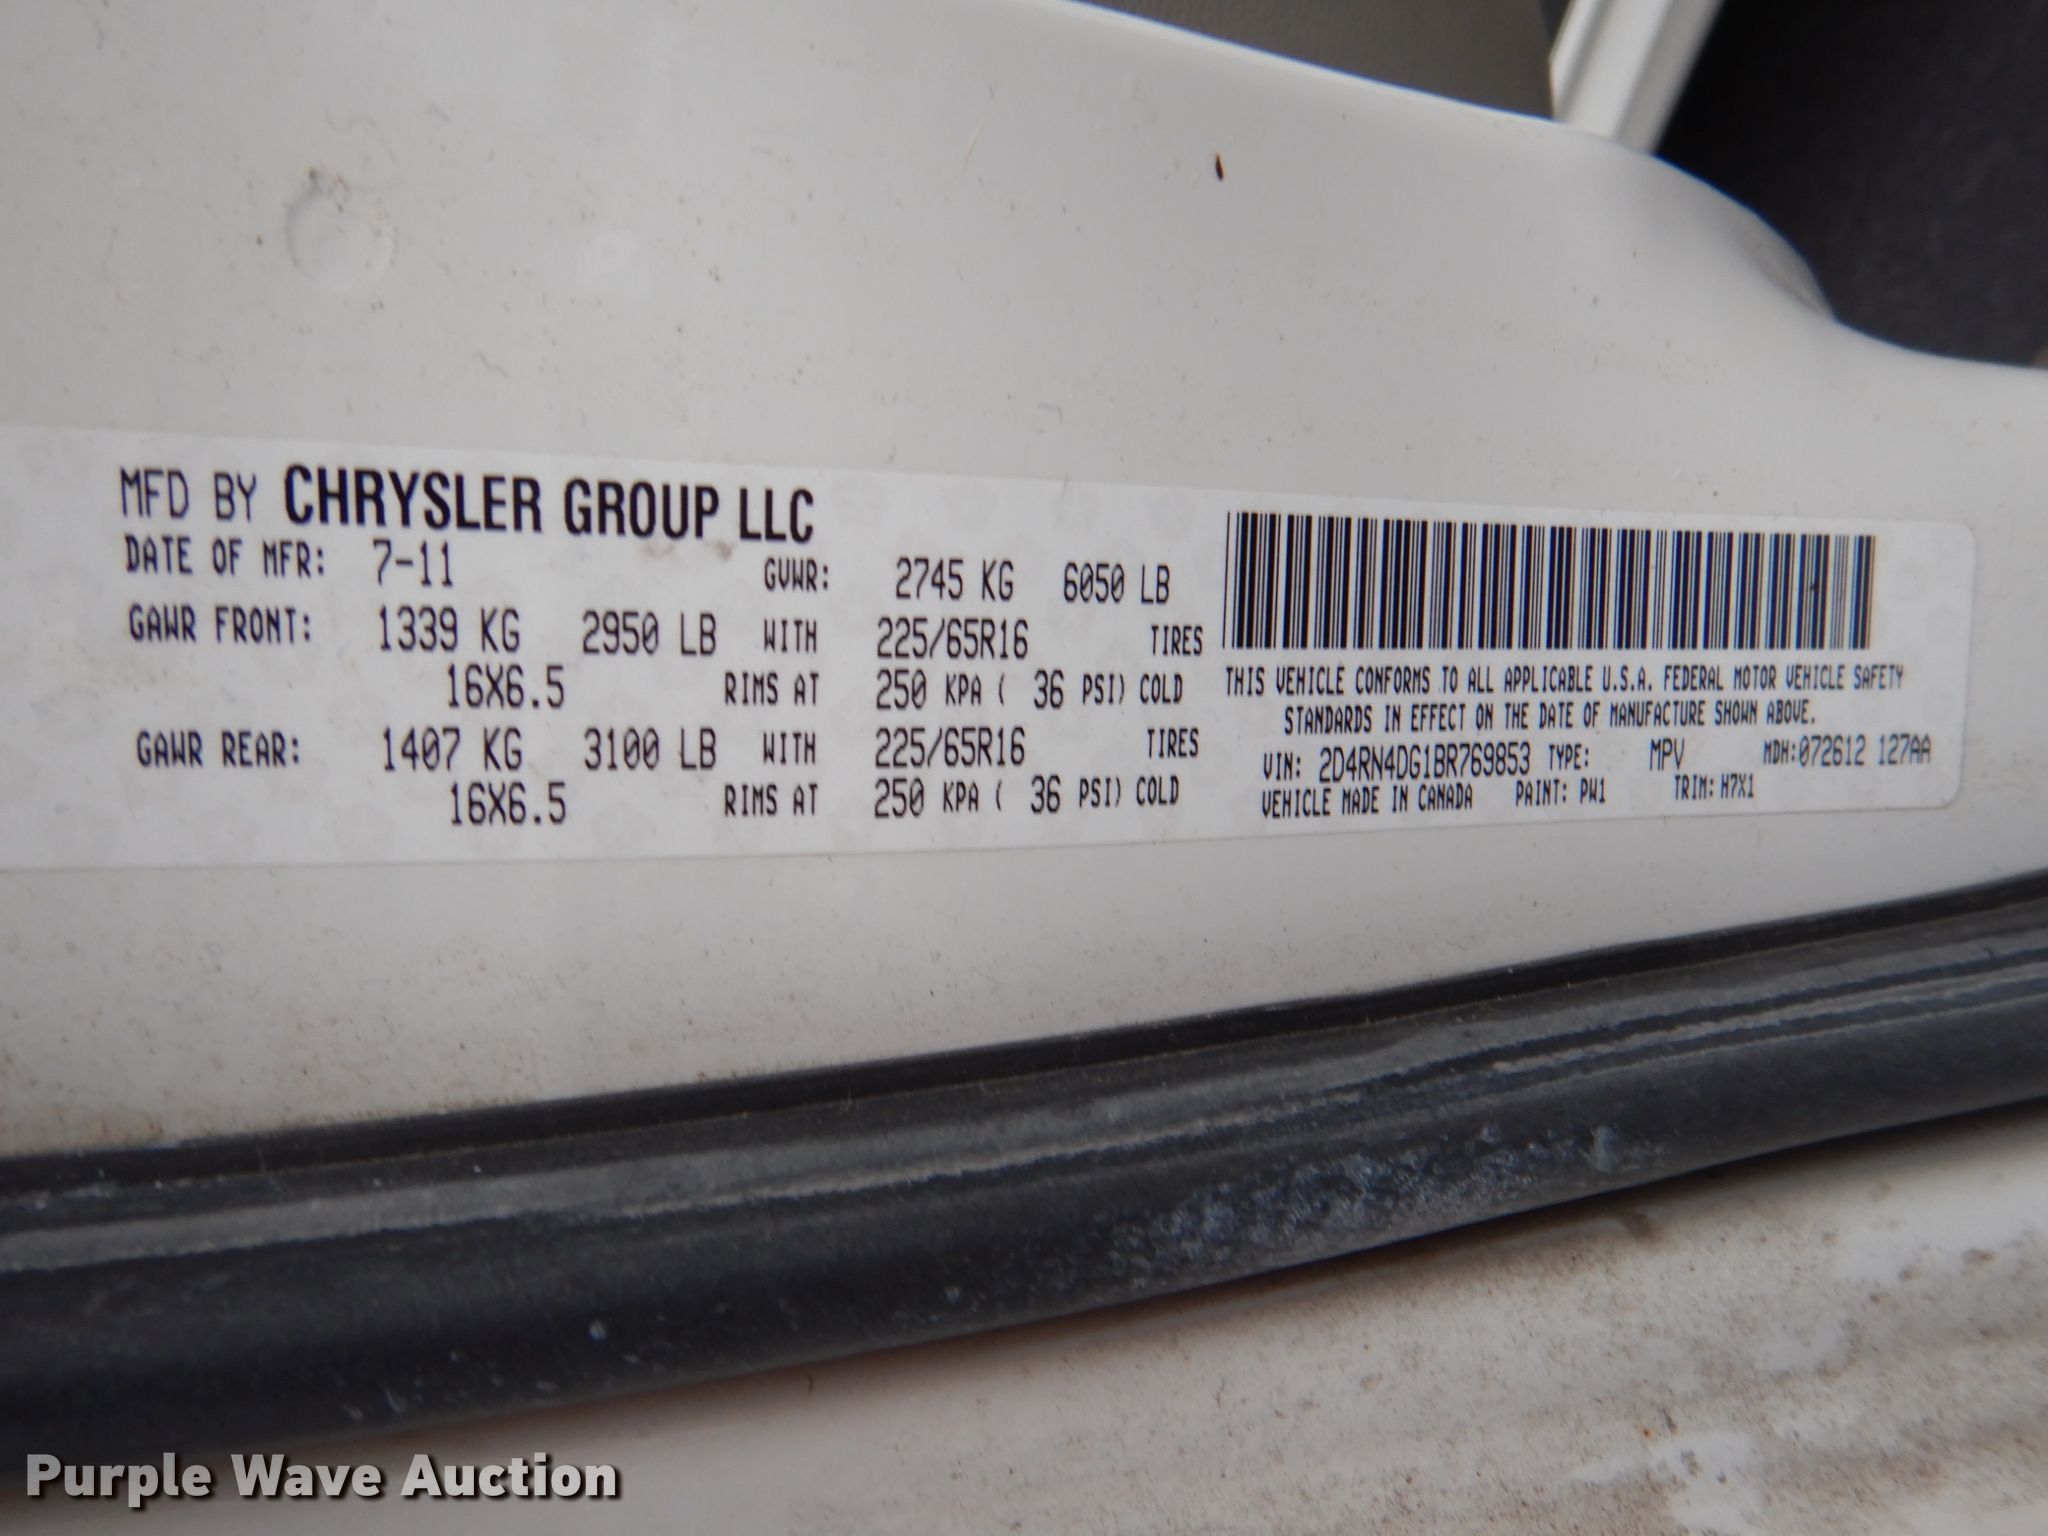 MFD BY CHRYSLER GROUP LLC
DATE OF MFR: 7-11 GVWR: 2745 KG 6050 LB
GAWR FRONT: 1339 KG 2950 LB WITH 225/65R16 TIRES
16X6.5 RIMS AT 250 KPA ( 36 PSI) COLD
GAWR REAR: 1407 KG 3100 LB WITH 225/65R16 TIRES
16X6.5 RIMS AT 250 KPA ( 36 PSI) COLD
THIS VEHICLE CONFORMS TO ALL APPLICABLE U.S.A. FEDERAL MOTOR VEHICLE SAFETY
STANDARDS IN EFFECT ON THE DATE OF MANUFACTURE SHOWN ABOVE.
VIN: 2D4RN4DG1BR769853 TYPE: MPV MDH:072612 127AA
VEHICLE MADE IN CANADA PAINT: PW1 TRIM: H7X1
Purple Wave Auction